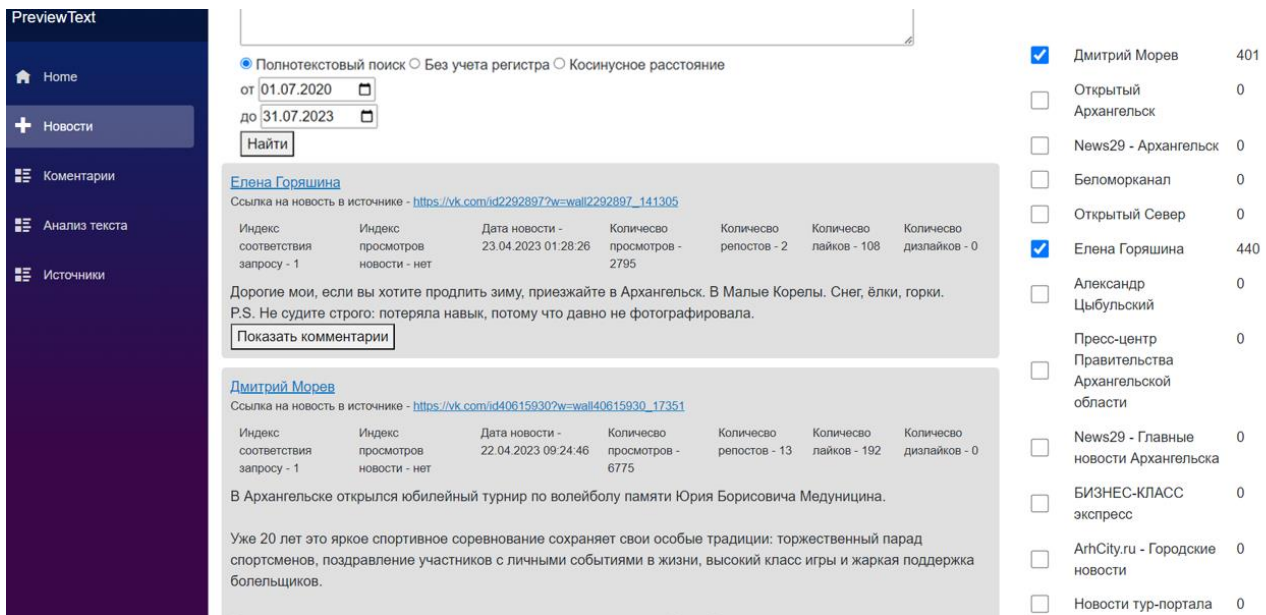 PreviewText
Home
Новости
Коментарии
Анализ текста
Источники
Полнотекстовый поиск Без учета регистра Косинусное расстояние
от 01.07.2020
до 31.07.2023
Найти
Елена Горяшина
Ссылка на новость в источнике - https://vk.com/id2292897?w=wall2292897_141305
Индекс
соответствия
запросу - 1
Индекс
просмотров
новости - нет
Дата новости -
23.04.2023 01:28:26
Количесво
просмотров -
2795
Количесво
репостов - 2
Количесво
лайков - 108
Количесво
дизлайков - 0
Дорогие мои, если вы хотите продлить зиму, приезжайте в Архангельск. В Малые Корелы. Снег, ёлки, горки.
P.S. Не судите строго: потеряла навык, потому что давно не фотографировала.
Показать комментарии
Дмитрий Морев
Ссылка на новость в источнике - https://vk.com/id40615930?w=wall40615930_17351
Индекс
соответствия
запросу - 1
Индекс
просмотров
новости - нет
Дата новости -
22.04.2023 09:24:46
Количесво
просмотров -
6775
Количесво
репостов - 13
Количесво
лайков - 192
Количесво
дизлайков - 0
В Архангельске открылся юбилейный турнир по волейболу памяти Юрия Борисовича Медуницина.
Уже 20 лет это яркое спортивное соревнование сохраняет свои особые традиции: торжественный парад
спортсменов, поздравление участников с личными событиями в жизни, высокий класс игры и жаркая поддержка
болельщиков.
Дмитрий Морев 401
Открытый 0
Архангельск
News29 - Архангельск 0
Беломорканал 0
Открытый Север 0
Елена Горяшина 440
Александр 0
Цыбульский
Пресс-центр 0
Правительства
Архангельской
области
News29 - Главные 0
новости Архангельска
БИЗНЕС-КЛАСС 0
экспресс
ArhCity.ru - Городские 0
новости
Новости тур-портала 0